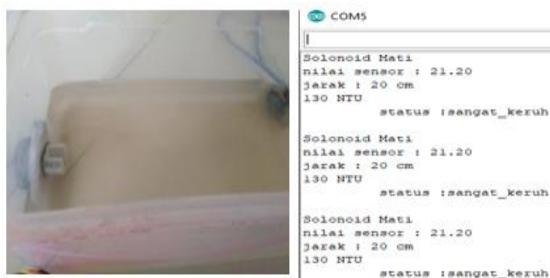 COM5
Solonoid Mati
nilai sensor : 21.20
jarak : 20 cm
130 NTU
status :sangat_keruh
Solonoid Mati
nilai sensor : 21.20
jarak : 20 cm
130 NTU
status :sangat_keruh
Solonoid Mati
nilai sensor : 21.20
jarak : 20 cm
130 NTU
status :sangat_keruh